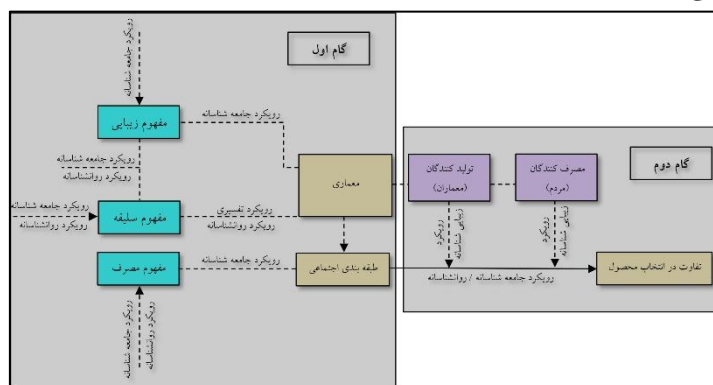 گام اول
رویکرد جامعه شناسانه
مفهوم زیبایی
رویکرد جامعه شناسانه
رویکرد جامعه شناسانه
رویکرد روانشناسانه
معماری
رویکرد جامعه شناسانه
رویکرد روانشناسانه
مفهوم سلیقه
رویکرد تفسیری
رویکرد روانشناسانه
مفهوم مصرف
رویکرد جامعه شناسانه
طبقه بندی اجتماعی
رویکرد جامعه شناسانه
رویکرد روانشناسانه
گام دوم
مصرف کنندگان
(مردم)
تولید کنندگان
(معماران)
رویکرد
زیبایی شناسانه
رویکرد
زیبایی شناسانه
رویکرد جامعه شناسانه / روانشناسانه
تفاوت در انتخاب محصول